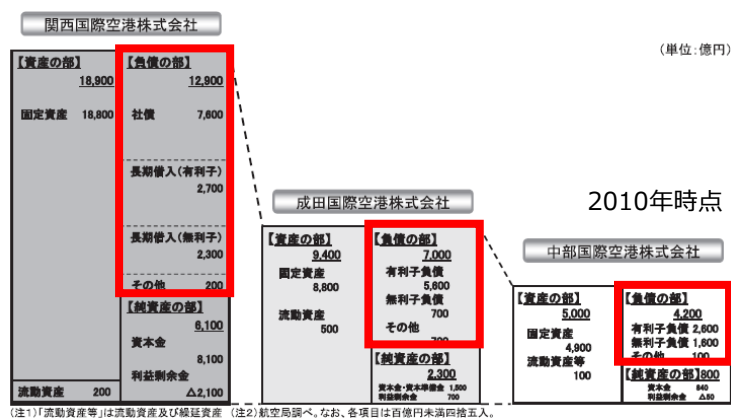 関西国際空港株式会社
(単位:億円)
【資産の部】
18,900
固定資産 18,800
流動資産 200
【負債の部】
12,900
社債 7,600
長期借入(有利子)
2,700
長期借入(無利子)
2,300
その他 200
【純資産の部】
6,100
資本金
8,100
利益剰余金
△2,100
2010年時点
成田国際空港株式会社
【資産の部】
9,400
固定資産
8,800
流動資産
500
【負債の部】
7,000
有利子負債
5,600
無利子負債
700
その他
700
【純資産の部】
2,300
資本金・資本準備金 1,500
利益剰余金 700
中部国際空港株式会社
【資産の部】
5,000
固定資産
4,900
流動資産等
100
【負債の部】
4,200
有利子負債 2,600
無利子負債 1,600
その他 100
【純資産の部】800
資本金 840
利益剰余金 △50
(注1)「流動資産等」は流動資産及び繰延資産 (注2)航空局調べ。なお、各項目は百億円未満四捨五入。